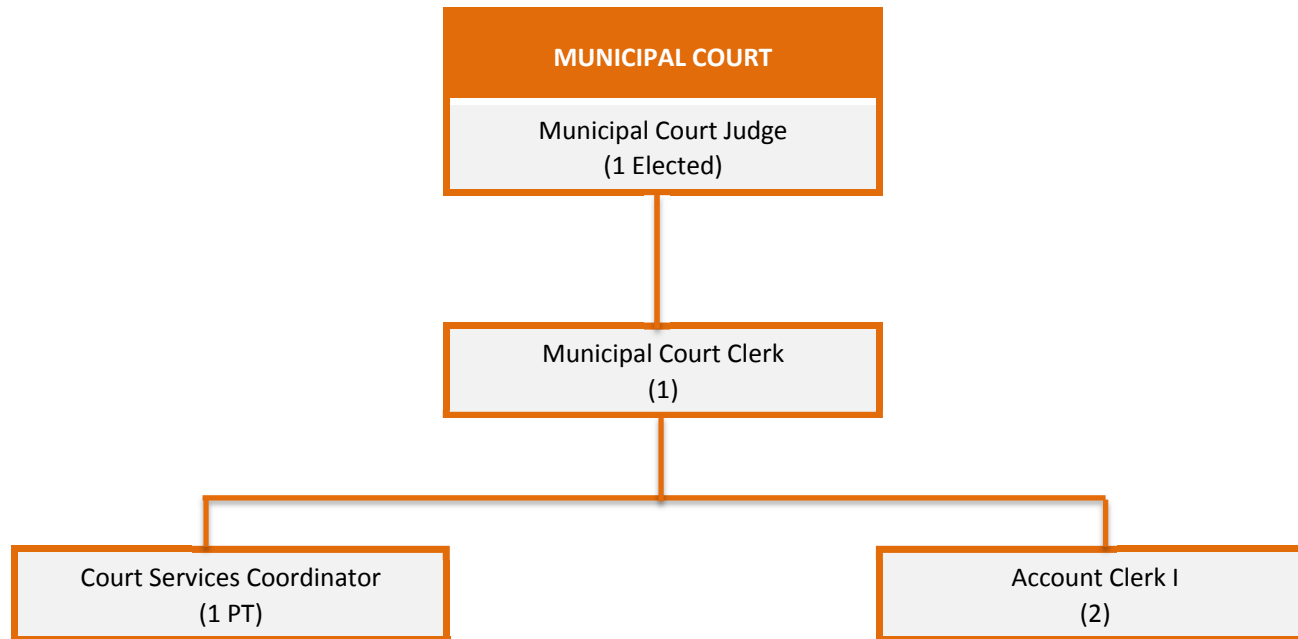 MUNICIPAL COURT
Municipal Court Judge
(1 Elected)
Municipal Court Clerk
(1)
Court Services Coordinator
(1 PT)
Account Clerk I
(2)